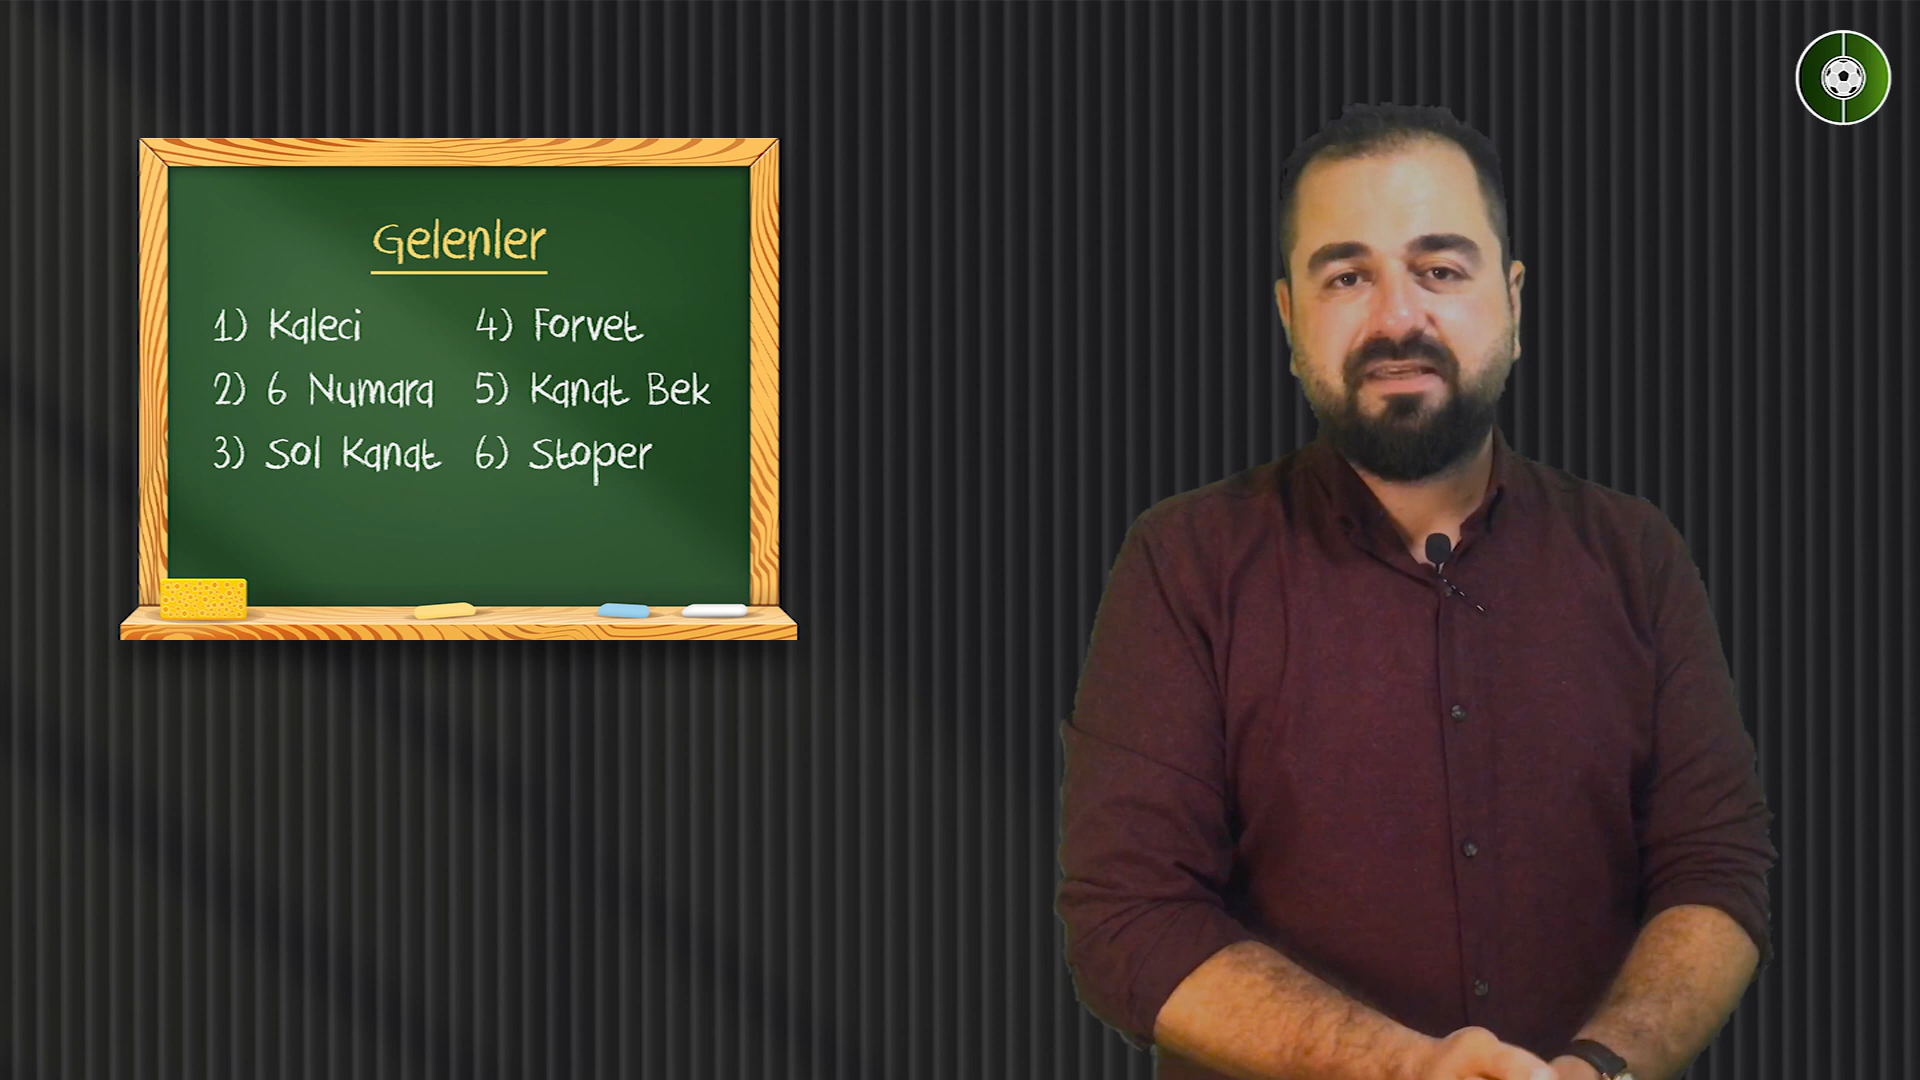 Gelenler
1) Kaleci
2) 6 Numara
3) Sol Kanat
4) Forvet
5) Kanat Bek
6) Stoper